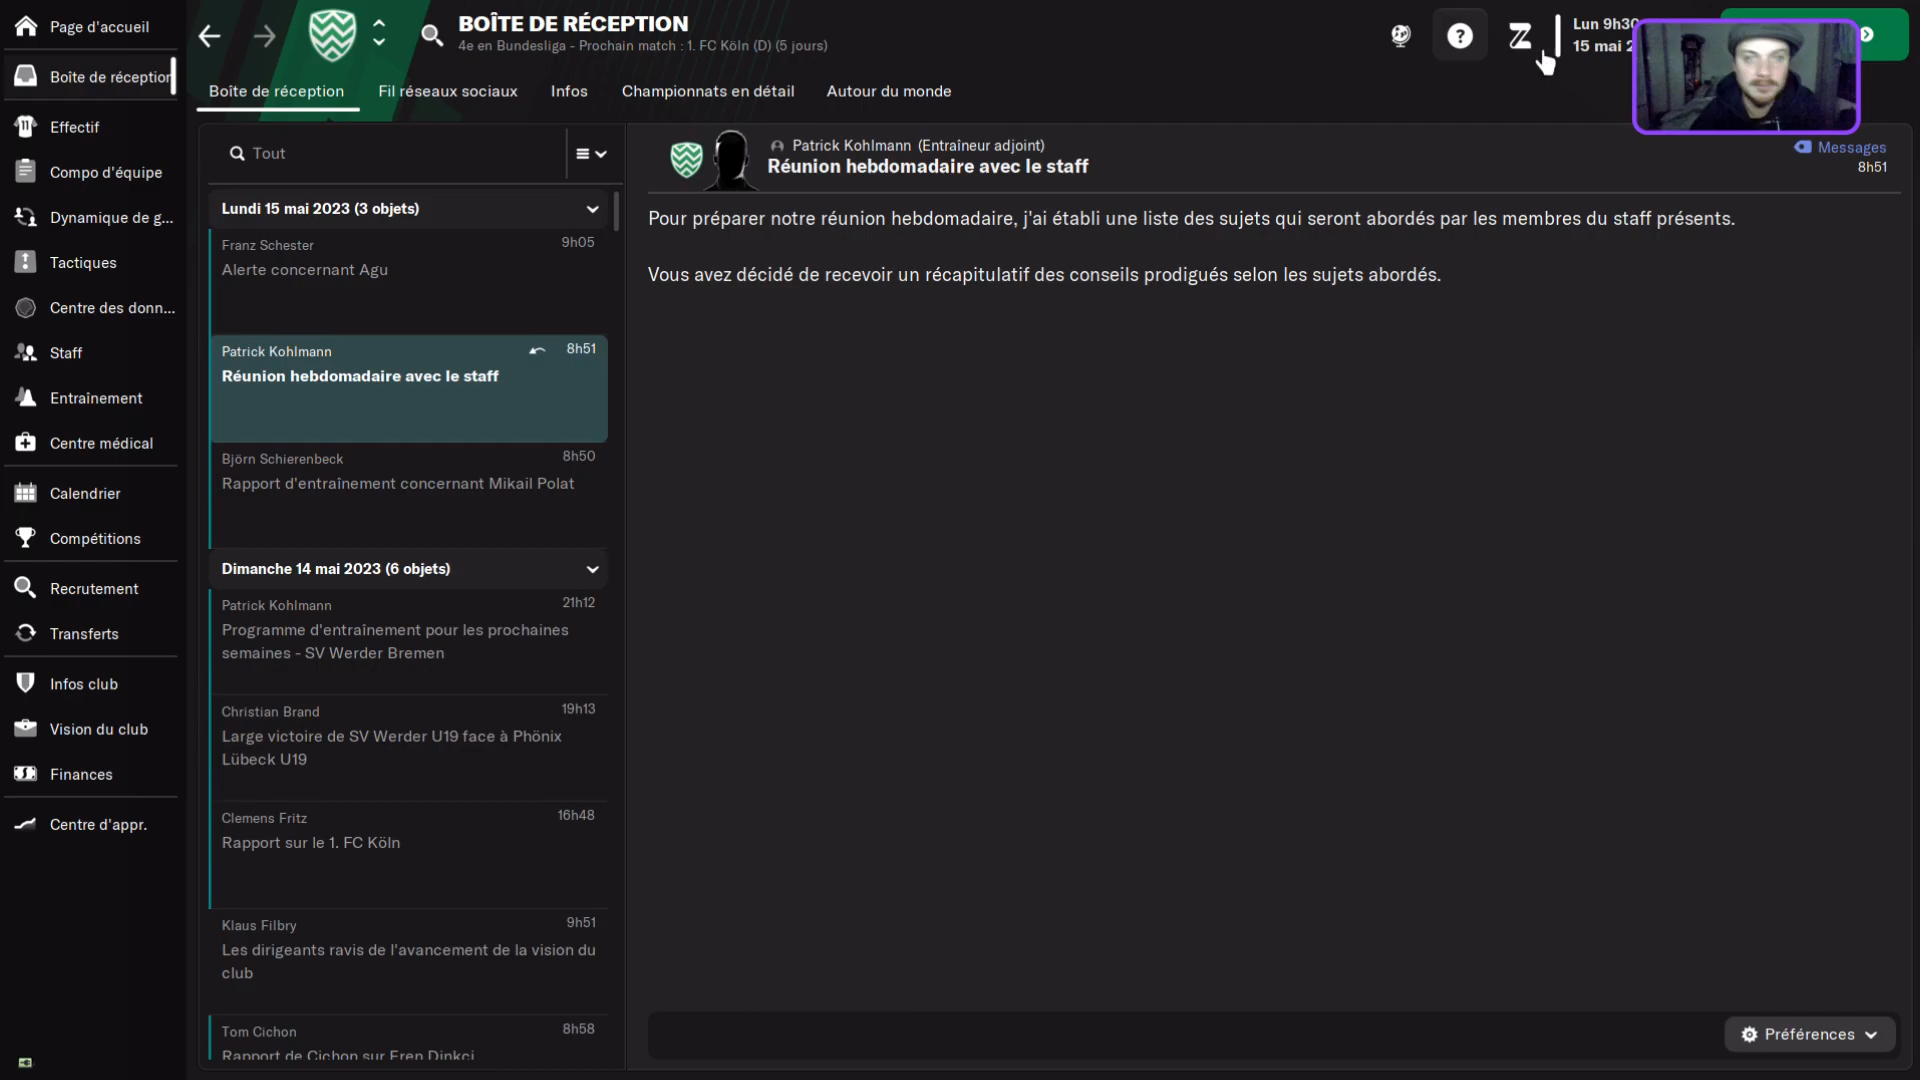 Page d'accueil
Boîte de réception
Effectif
Compo d'équipe
Dynamique de g...
Tactiques
Centre des donn...
Staff
Entraînement
Centre médical
Calendrier
Compétitions
Recrutement
Transferts
Infos club
Vision du club
Finances
Centre d'appr.
BOÎTE DE RÉCEPTION
4e en Bundesliga - Prochain match : 1. FC Köln (D) (5 jours)
Lun 9h30
15 mai
Boîte de réception
Fil réseaux sociaux
Infos
Championnats en détail
Autour du monde
Tout
Lundi 15 mai 2023 (3 objets)
Franz Schester 9h05
Alerte concernant Agu
Patrick Kohlmann 8h51
Réunion hebdomadaire avec le staff
Björn Schierenbeck 8h50
Rapport d'entraînement concernant Mikail Polat
Dimanche 14 mai 2023 (6 objets)
Patrick Kohlmann 21h12
Programme d'entraînement pour les prochaines
semaines - SV Werder Bremen
Christian Brand 19h13
Large victoire de SV Werder U19 face à Phönix
Lübeck U19
Clemens Fritz 16h48
Rapport sur le 1. FC Köln
Klaus Filbry 9h51
Les dirigeants ravis de l'avancement de la vision du
club
Tom Cichon 8h58
Rapport de Cichon sur Eren Dinkçi
Patrick Kohlmann (Entraîneur adjoint)
Réunion hebdomadaire avec le staff
Messages
8h51
Pour préparer notre réunion hebdomadaire, j'ai établi une liste des sujets qui seront abordés par les membres du staff présents.
Vous avez décidé de recevoir un récapitulatif des conseils prodigués selon les sujets abordés.
Préférences